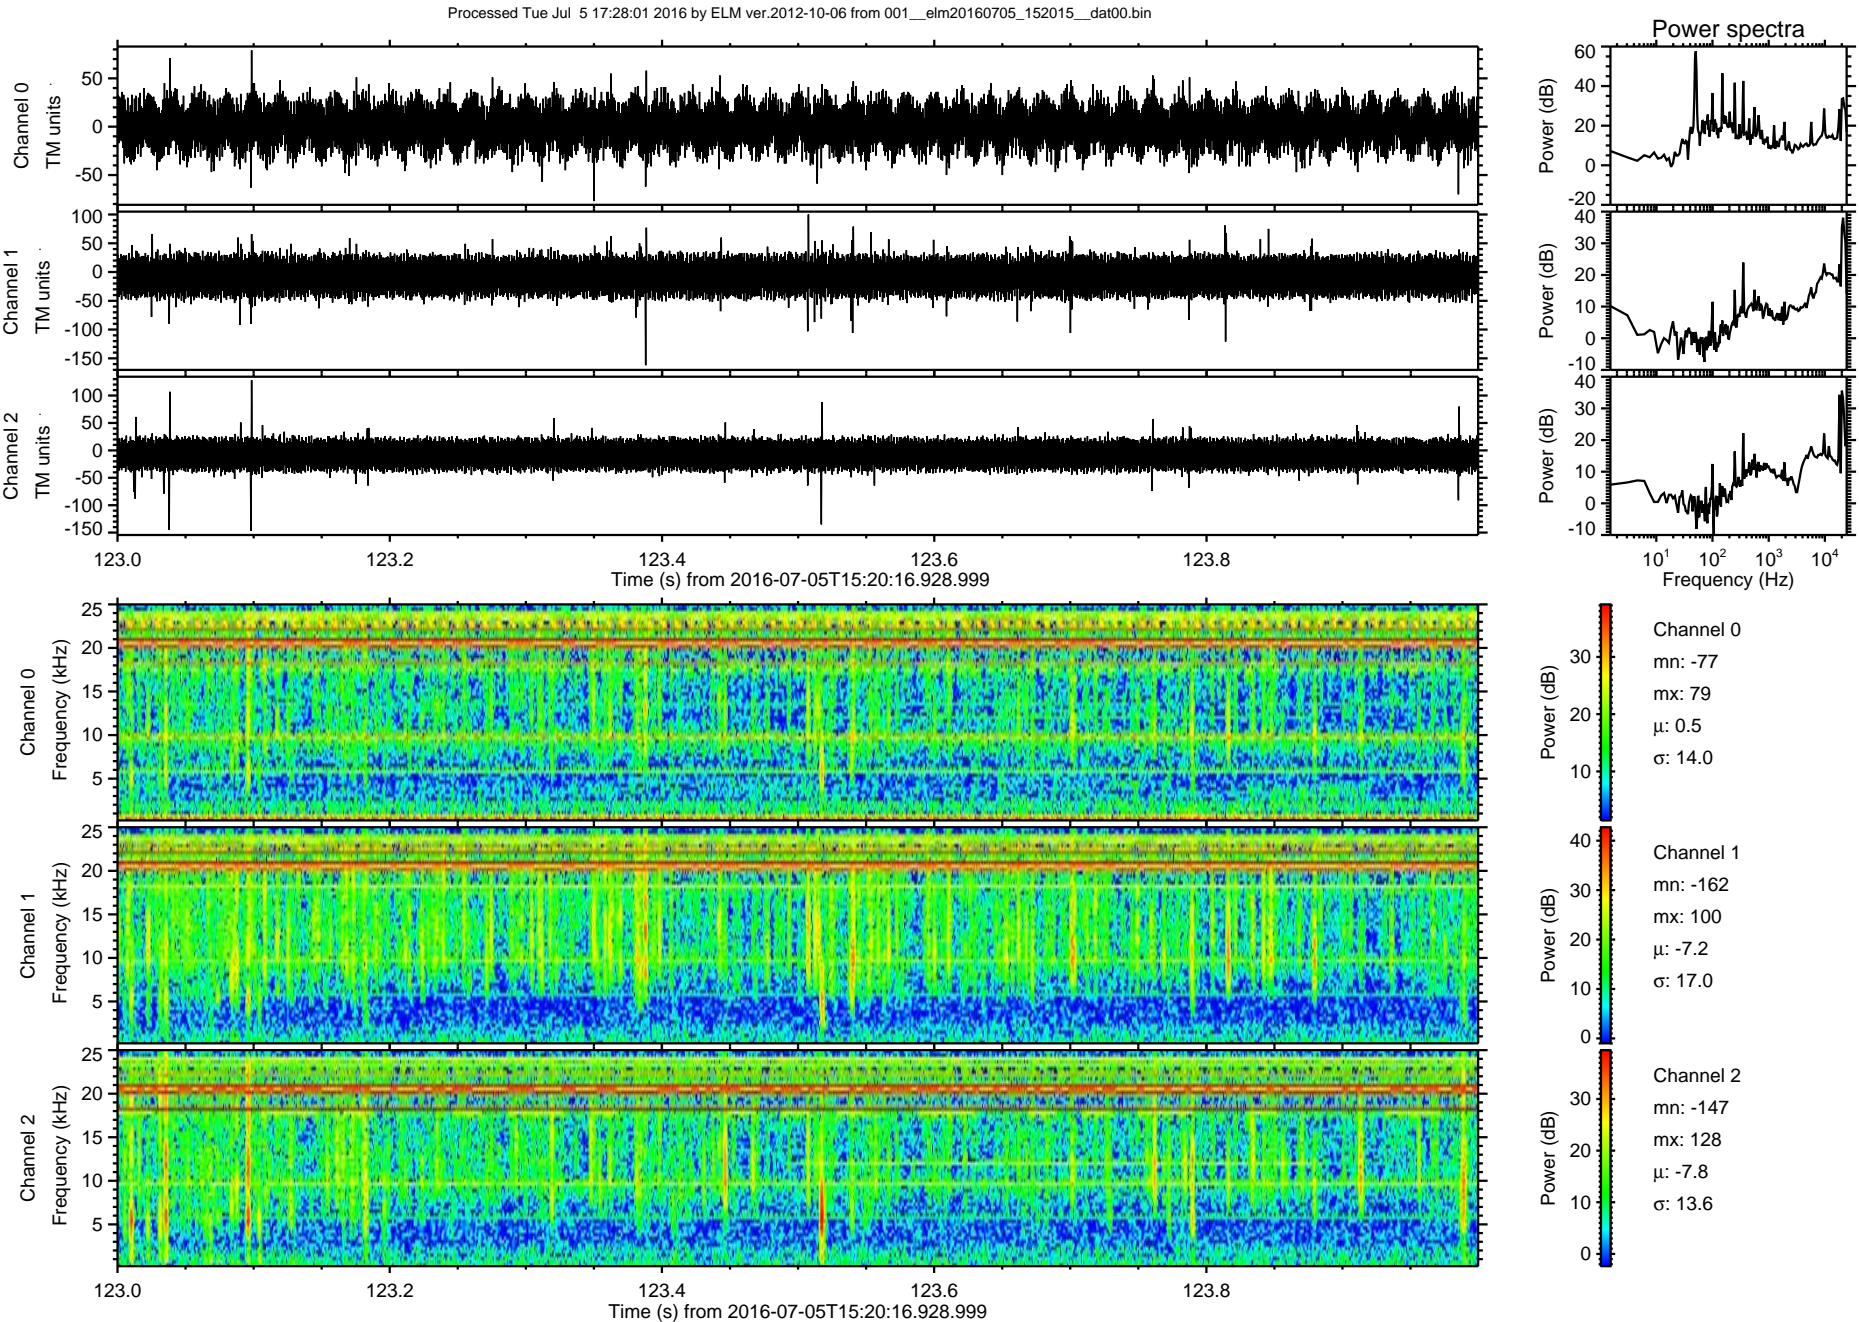 Processed Tue Jul  5 17:28:01 2016 by ELM ver.2012-10-06 from 001__elm20160705_152015__dat00.bin
Power spectra
Channel 0
TM units
50
0
-50
Power (dB)
60
40
20
0
-20
Channel 1
TM units
100
50
0
-50
-100
-150
Power (dB)
40
30
20
10
0
-10
Channel 2
TM units
100
50
0
-50
-100
-150
Power (dB)
40
30
20
10
0
-10
123.0 123.2 123.4 123.6 123.8
Time (s) from 2016-07-05T15:20:16.928.999
10¹ 10² 10³ 10⁴
Frequency (Hz)
Channel 0
Frequency (kHz)
25
20
15
10
5
Power (dB)
30
20
10
Channel 0
mn: -77
mx: 79
μ: 0.5
σ: 14.0
Channel 1
Frequency (kHz)
25
20
15
10
5
Power (dB)
40
30
20
10
0
Channel 1
mn: -162
mx: 100
μ: -7.2
σ: 17.0
Channel 2
Frequency (kHz)
25
20
15
10
5
Power (dB)
30
20
10
0
Channel 2
mn: -147
mx: 128
μ: -7.8
σ: 13.6
123.0 123.2 123.4 123.6 123.8
Time (s) from 2016-07-05T15:20:16.928.999